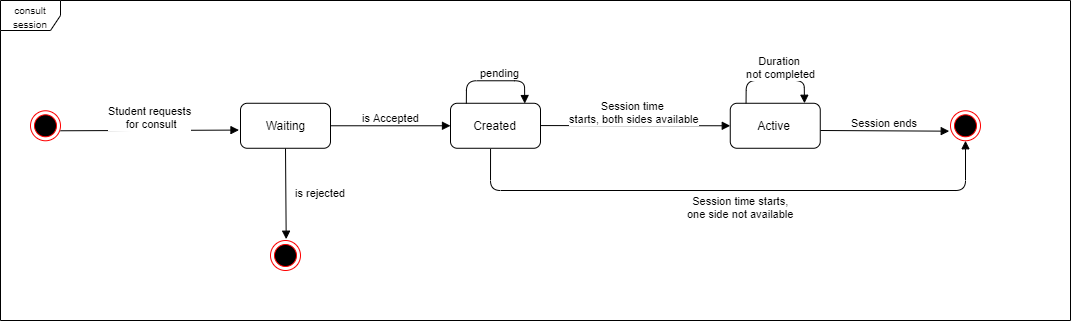 consult
session
Student requests
for consult
Waiting
is Accepted
pending
Created
Session time
starts, both sides available
Duration
not completed
Active
Session ends
is rejected
Session time starts,
one side not available